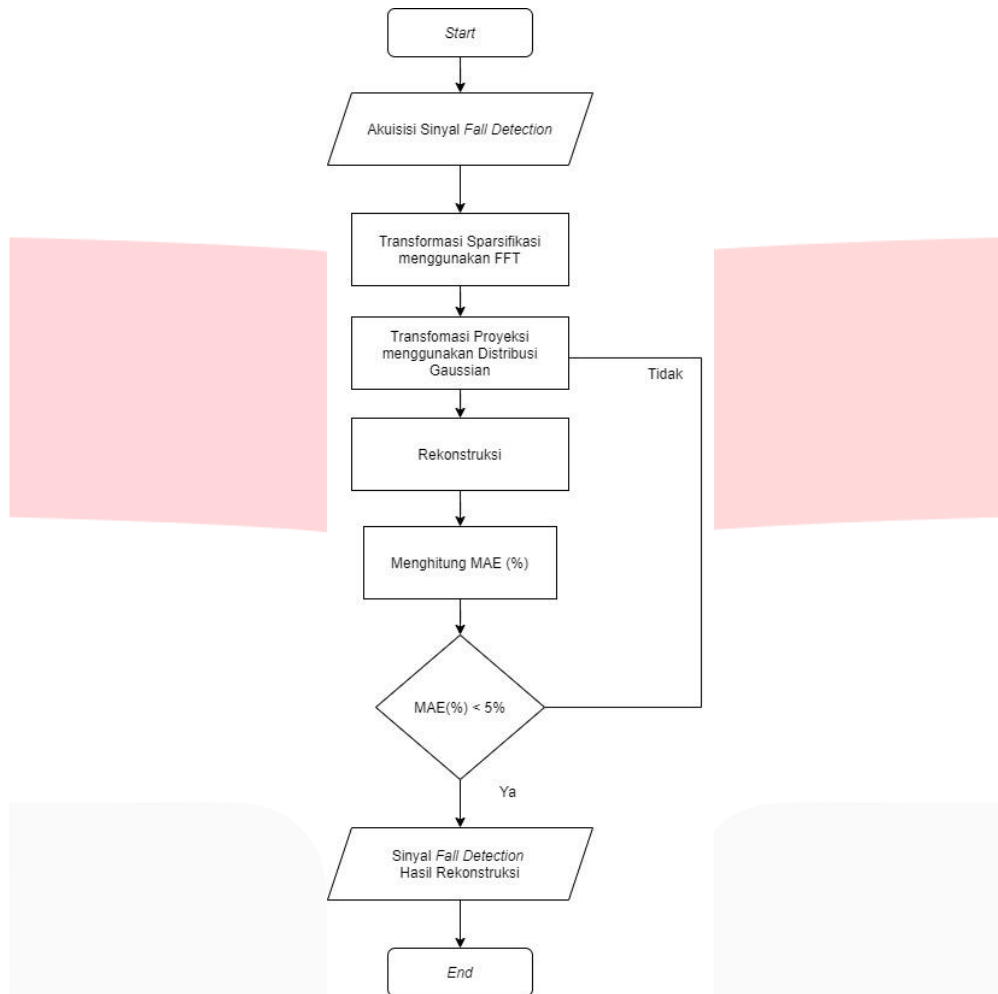 Start
Akuisisi Sinyal Fall Detection
Transformasi Sparsifikasi
menggunakan FFT
Transfomasi Proyeksi
menggunakan Distribusi
Gaussian
Tidak
Rekonstruksi
Menghitung MAE (%)
MAE(%) < 5%
Ya
Sinyal Fall Detection
Hasil Rekonstruksi
End